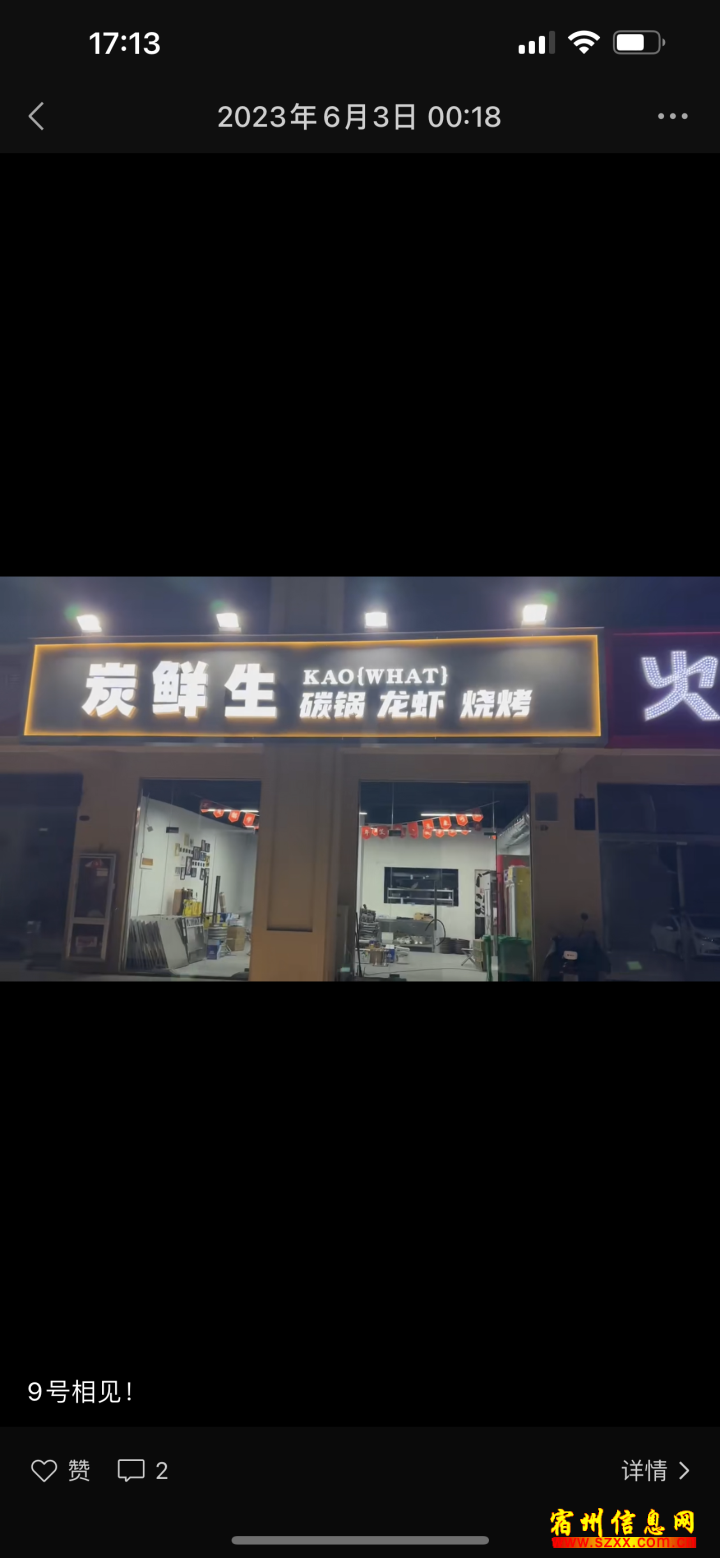 17:13
2023年6月3日 00:18
炭鲜生
KAO{WHAT}
碳锅 龙虾 烧烤
火
9号相见!
赞 2
详情
宿州信息网
www.szxx.com.cn